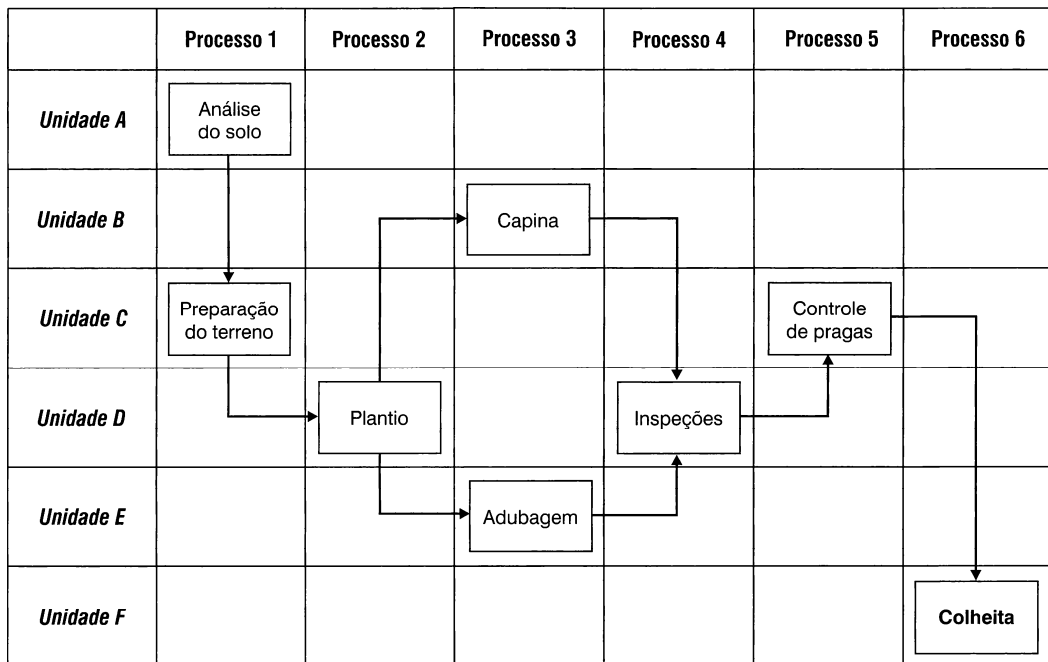 Processo 1 Processo 2 Processo 3 Processo 4 Processo 5 Processo 6
Unidade A
Análise
do solo
Unidade B
Capina
Unidade C
Preparação
do terreno
Controle
de pragas
Unidade D
Plantio
Inspeções
Unidade E
Adubagem
Unidade F
Colheita